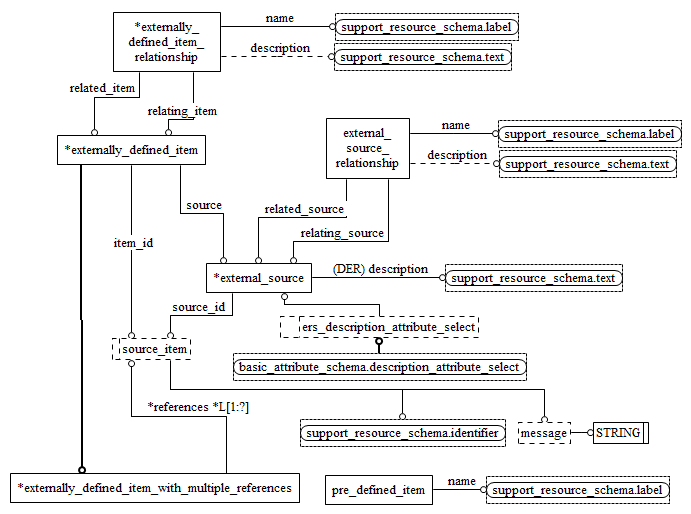 *externally_
defined_item_
relationship
name
support_resource_schema.label
description
support_resource_schema.text
related_item
relating_item
*externally_defined_item
external_
source_
relationship
name
support_resource_schema.label
description
support_resource_schema.text
source
related_source
relating_source
item_id
*external_source
(DER) description
support_resource_schema.text
source_id
ers_description_attribute_select
source_item
basic_attribute_schema.description_attribute_select
*references *L[1:?]
support_resource_schema.identifier
message
STRING
*externally_defined_item_with_multiple_references
pre_defined_item
name
support_resource_schema.label